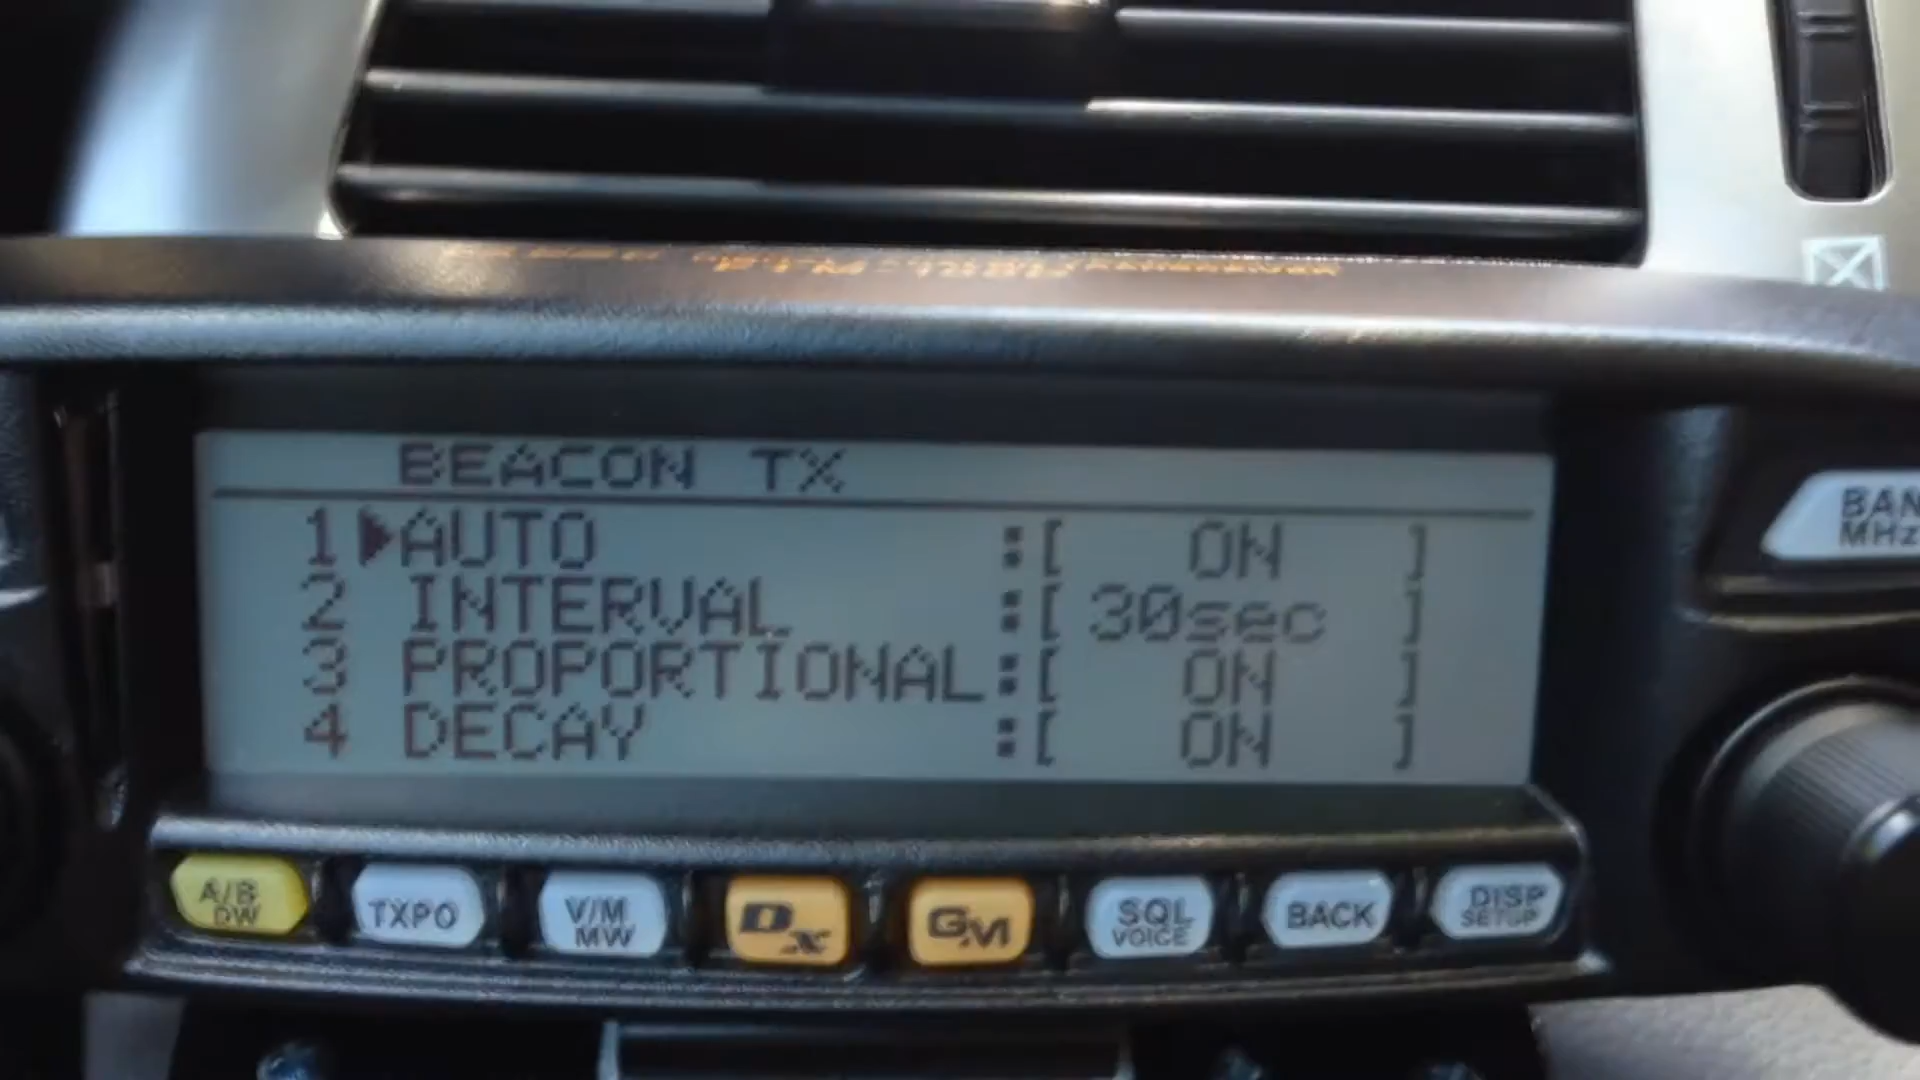 BEACON TX
1 ▶AUTO :[ ON ]
2 INTERVAL :[ 30sec ]
3 PROPORTIONAL:[ ON ]
4 DECAY :[ ON ]
BAN
MHz
A/B
DW
TXPO
V/M
MW
DX
GM
SQL
VOICE
BACK
DISP
SETUP